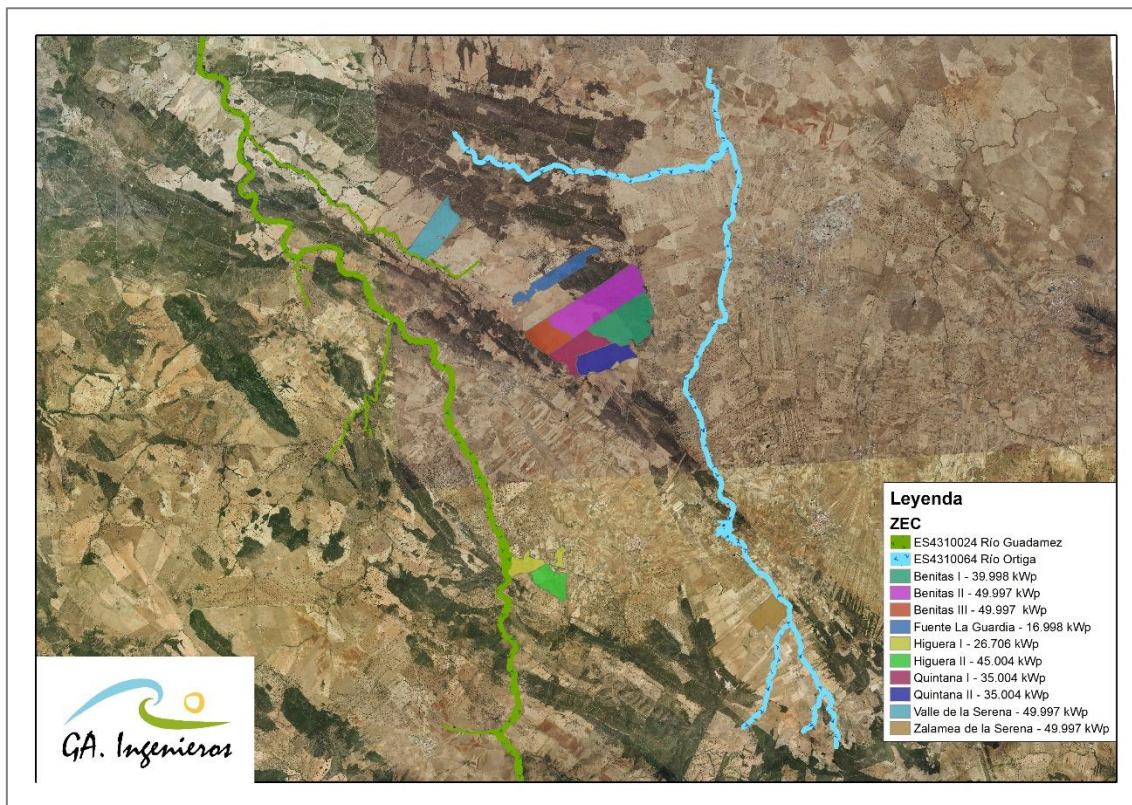 Leyenda
ZEC
ES4310024 Río Guadamez
ES4310064 Río Ortiga
Benitas I - 39.998 kWp
Benitas II - 49.997 kWp
Benitas III - 49.997 kWp
Fuente La Guardia - 16.998 kWp
Higuera I - 26.706 kWp
Higuera II - 45.004 kWp
Quintana I - 35.004 kWp
Quintana II - 35.004 kWp
Valle de la Serena - 49.997 kWp
Zalamea de la Serena - 49.997 kWp
GA. Ingenieros